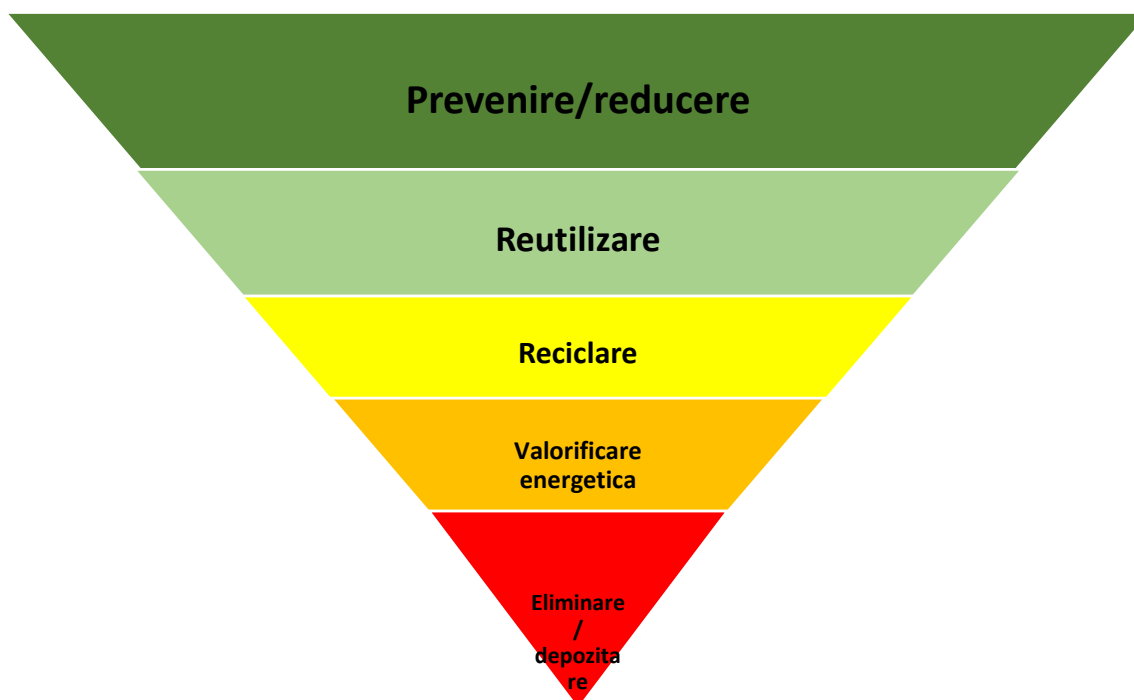 Prevenire/reducere
Reutilizare
Reciclare
Valorificare
energetica
Eliminare
/
depozita
re